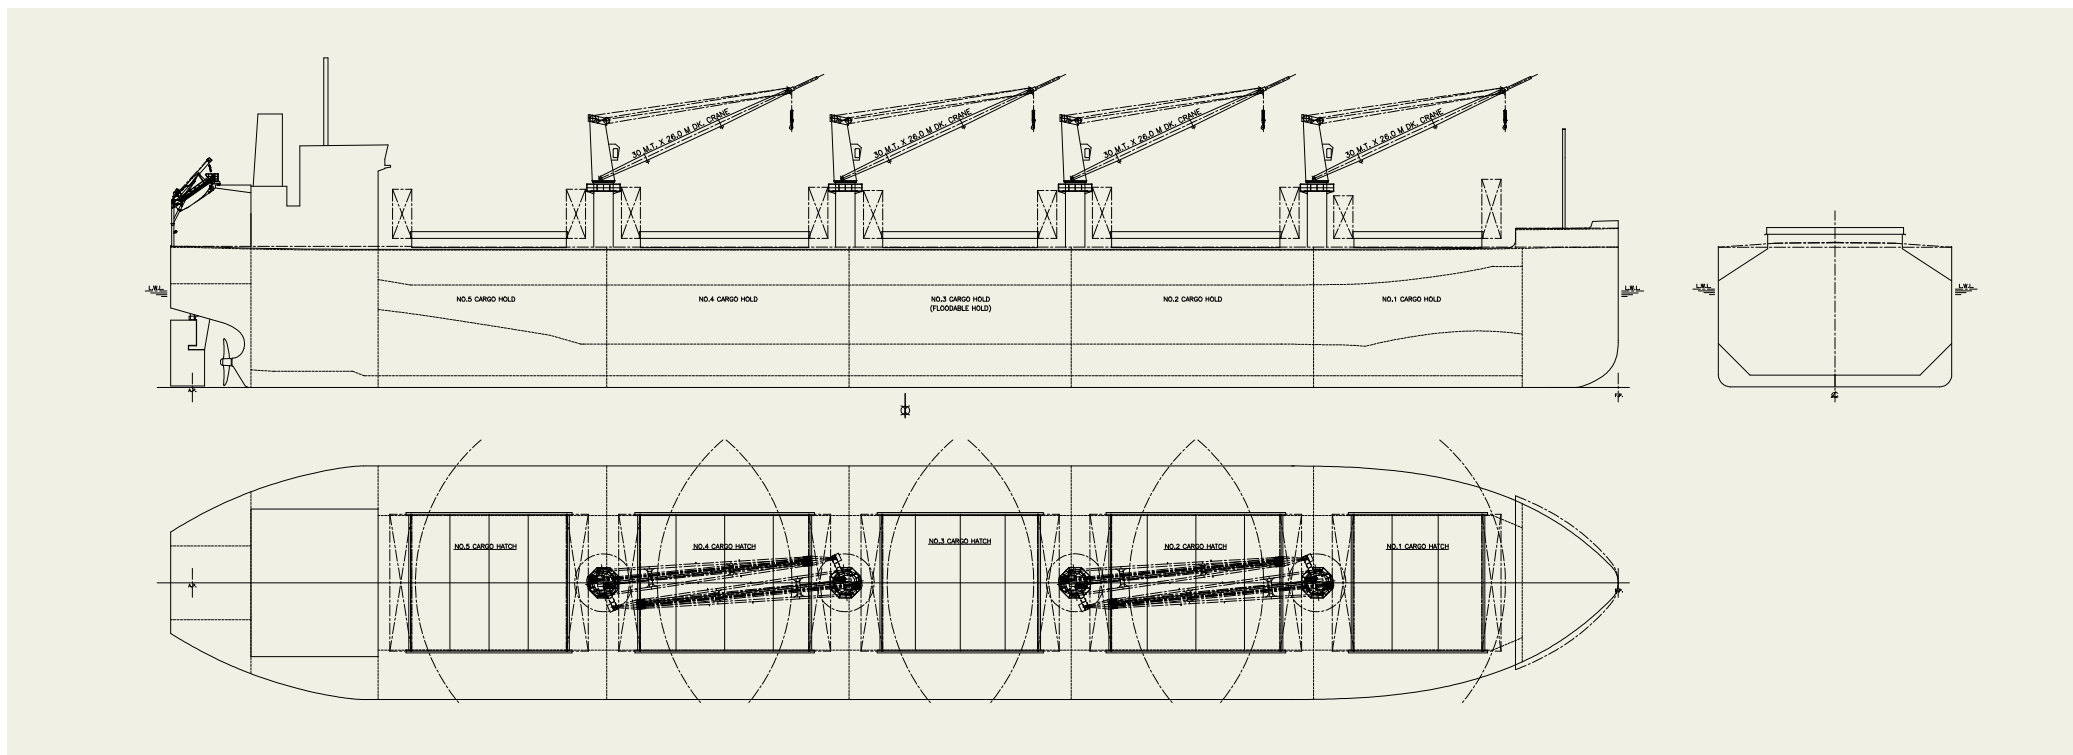 30 M.T. X 26.0 M DK. CRANE
30 M.T. X 26.0 M DK. CRANE
30 M.T. X 26.0 M DK. CRANE
30 M.T. X 26.0 M DK. CRANE
L.W.L.
NO.5 CARGO HOLD
NO.4 CARGO HOLD
NO.3 CARGO HOLD
(FLOODABLE HOLD)
NO.2 CARGO HOLD
NO.1 CARGO HOLD
L.W.L.
L.W.L.
L.W.L.
A.P.
F.P.
NO.5 CARGO HATCH
NO.4 CARGO HATCH
NO.3 CARGO HATCH
NO.2 CARGO HATCH
NO.1 CARGO HATCH
A.P.